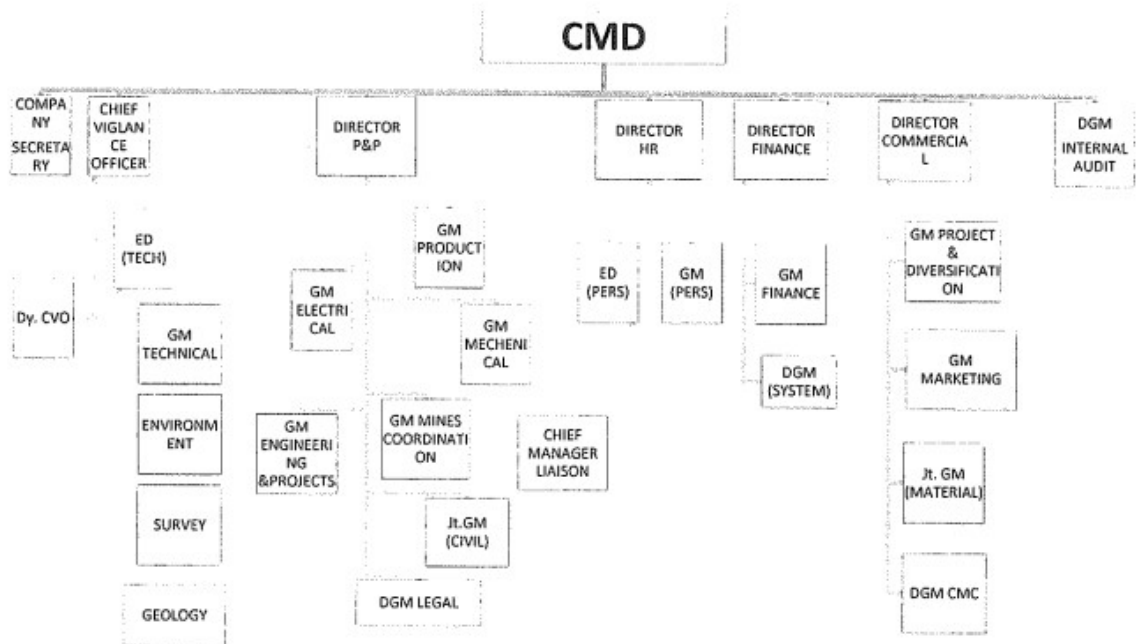 CMD
COMPA
NY
SECRETA
RY
CHIEF
VIGLAN
CE
OFFICER
DIRECTOR
P&P
DIRECTOR
HR
DIRECTOR
FINANCE
DIRECTOR
COMMERCIA
L
DGM
INTERNAL
AUDIT
Dy. CVO
ED
(TECH)
GM
TECHNICAL
ENVIRONM
ENT
SURVEY
GEOLOGY
GM
PRODUCT
ION
GM
ELECTRI
CAL
GM
MECHENI
CAL
GM
ENGINEERI
NG
&PROJECTS
GM MINES
COORDINATI
ON
CHIEF
MANAGER
LIAISON
Jt.GM
(CIVIL)
DGM LEGAL
ED
(PERS)
GM
(PERS)
GM
FINANCE
DGM
(SYSTEM)
GM PROJECT
&
DIVERSIFICATI
ON
GM
MARKETING
Jt. GM
(MATERIAL)
DGM CMC